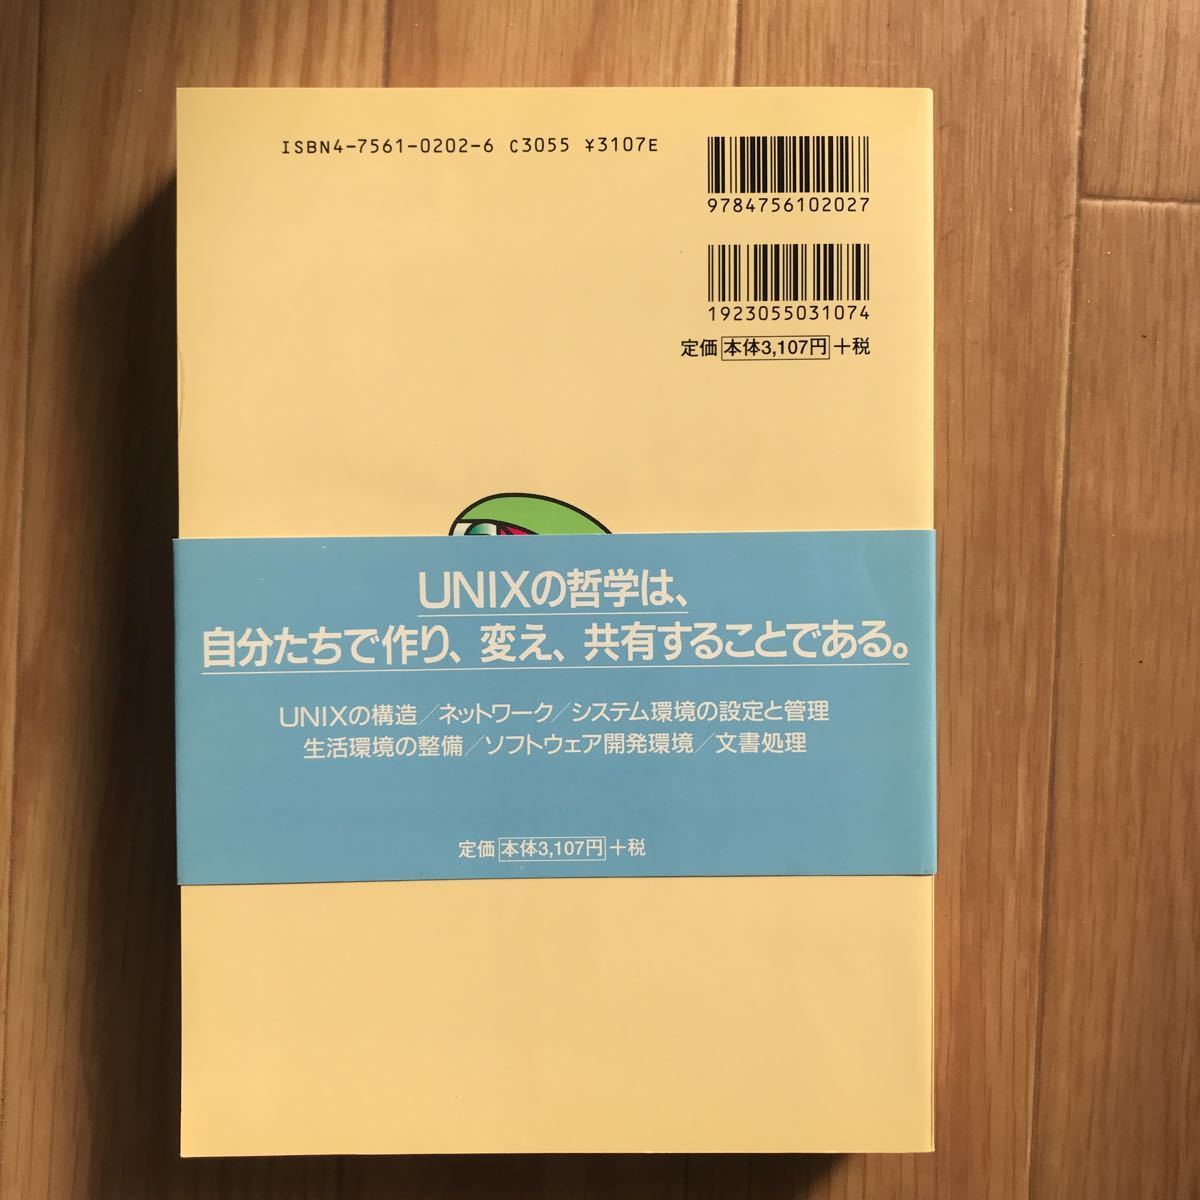 ISBN4-7561-0202-6 C3055 ¥3107E
9784756102027
1923055031074
定価 本体3,107円 +税
UNIXの哲学は、
自分たちで作り、変え、共有することである。
UNIXの構造／ネットワーク／システム環境の設定と管理
生活環境の整備／ソフトウェア開発環境／文書処理
定価 本体3,107円 +税